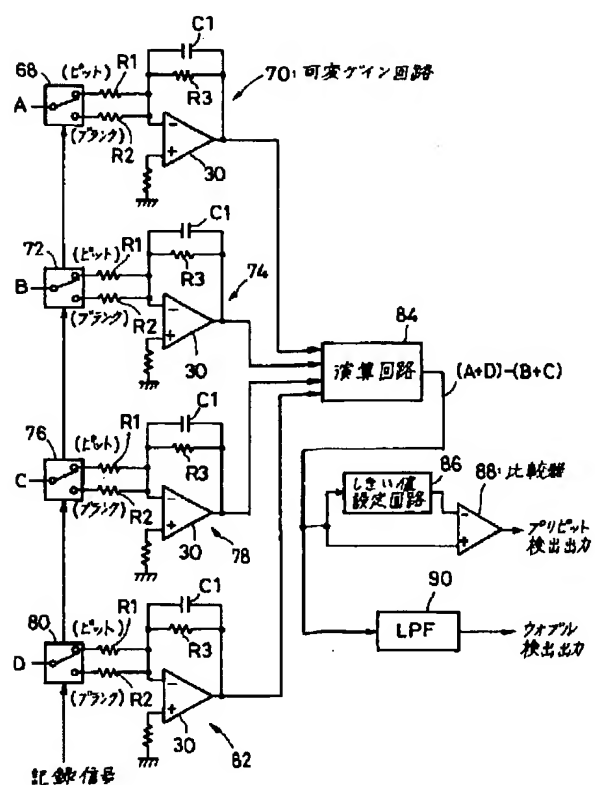 C1
68
(ピット)
R1
R3
70:可変ゲイン回路
A
(ブランク)
R2
−
+
30
C1
72
(ピット)
R1
R3
74
B
(ブランク)
R2
−
+
30
84
演算回路
(A+D)-(B+C)
C1
76
(ピット)
R1
R3
C
(ブランク)
R2
−
+
30
78
しきい値
設定回路
86
88:比較器
−
+
プリピット
検出出力
C1
80
(ピット)
R1
R3
D
(ブランク)
R2
−
+
30
82
90
LPF
ウォブル
検出出力
記録信号